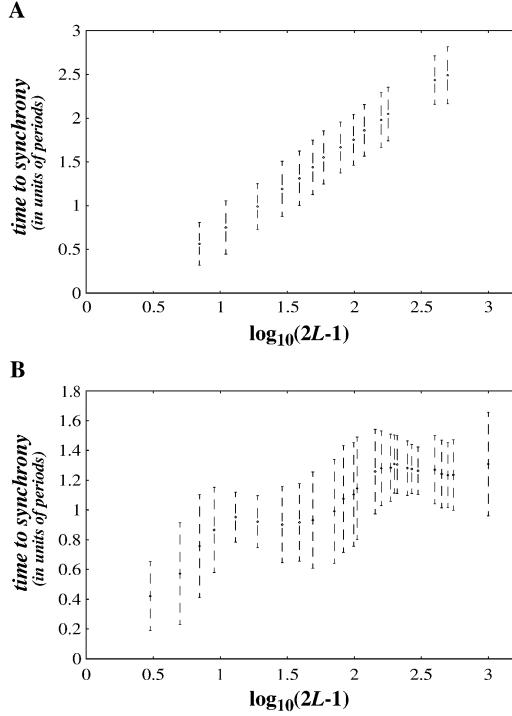 A
3
2.5
2
1.5
1
0.5
0
time to synchrony
(in units of periods)
0 0.5 1 1.5 2 2.5 3
log10(2L-1)
B
1.8
1.6
1.4
1.2
1
0.8
0.6
0.4
0.2
0
time to synchrony
(in units of periods)
0 0.5 1 1.5 2 2.5 3
log10(2L-1)